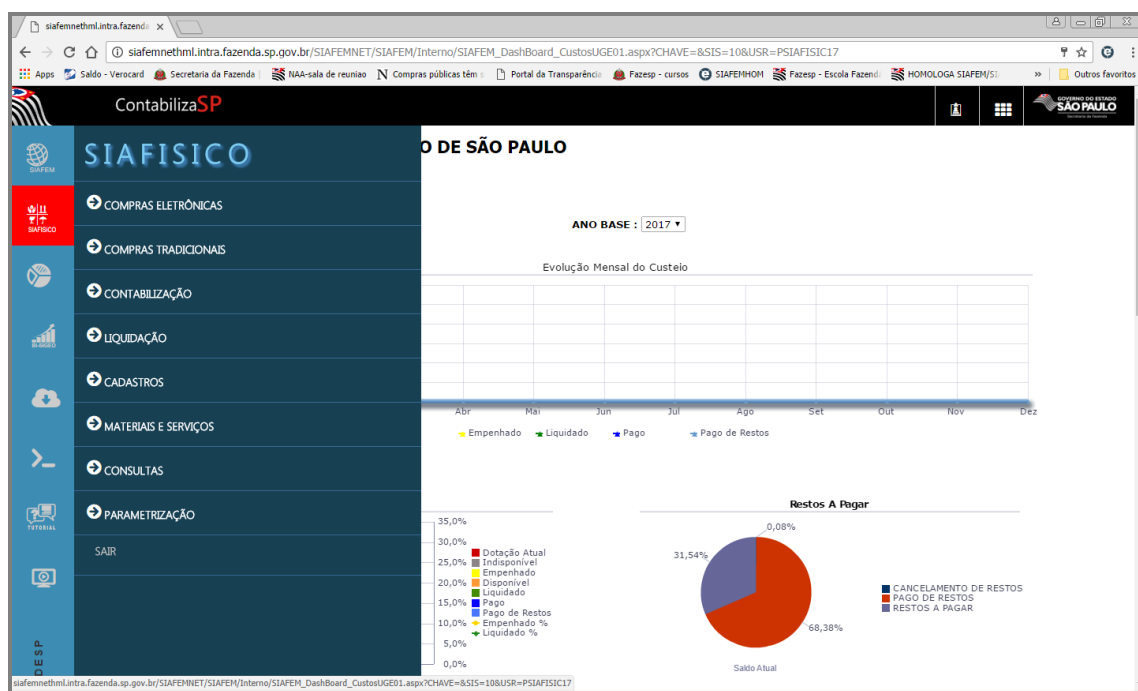 siafemnethml.intra.fazenda
siafemnethml.intra.fazenda.sp.gov.br/SIAFEMNET/SIAFEM/Interno/SIAFEM_DashBoard_CustosUGE01.aspx?CHAVE=&SIS=10&USR=PSIAFISIC17
Apps Saldo - Verocard Secretaria da Fazenda NAA-sala de reuniao Compras públicas têm Portal da Transparência Fazesp - cursos SIAFEMHOM Fazesp - Escola Fazend HOMOLOGA SIAFEM/SI » Outros favoritos
ContabilizaSP
GOVERNO DO ESTADO
SÃO PAULO
Secretaria da Fazenda
SIAFEM
SIAFISICO
BI-GGEO
TUTORIAL
DESP
SIAFISICO
COMPRAS ELETRÔNICAS
COMPRAS TRADICIONAIS
CONTABILIZAÇÃO
LIQUIDAÇÃO
CADASTROS
MATERIAIS E SERVIÇOS
CONSULTAS
PARAMETRIZAÇÃO
SAIR
O DE SÃO PAULO
ANO BASE : 2017
Evolução Mensal do Custeio
Abr Mai Jun Jul Ago Set Out Nov Dez
Empenhado Liquidado Pago Pago de Restos
35,0%
30,0%
25,0%
20,0%
15,0%
10,0%
5,0%
0,0%
Dotação Atual
Indisponível
Empenhado
Disponível
Liquidado
Pago
Pago de Restos
Empenhado %
Liquidado %
Restos A Pagar
0,08%
31,54%
68,38%
CANCELAMENTO DE RESTOS
PAGO DE RESTOS
RESTOS A PAGAR
Saldo Atual
siafemnethml.intra.fazenda.sp.gov.br/SIAFEMNET/SIAFEM/Interno/SIAFEM_DashBoard_CustosUGE01.aspx?CHAVE=&SIS=10&USR=PSIAFISIC17